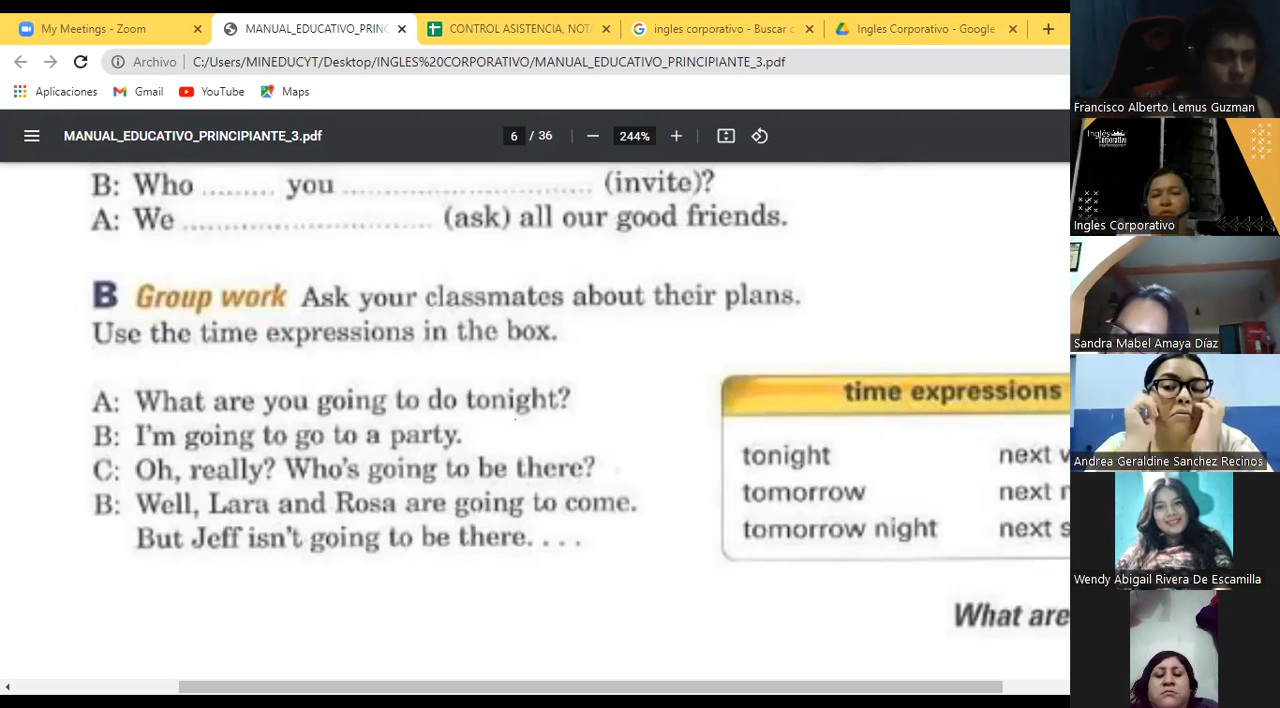 My Meetings - Zoom
MANUAL_EDUCATIVO_PRINC
CONTROL ASISTENCIA, NOT
ingles corporativo - Buscar c
Ingles Corporativo - Google
Archivo C:/Users/MINEDUCYT/Desktop/INGLES%20CORPORATIVO/MANUAL_EDUCATIVO_PRINCIPIANTE_3.pdf
Aplicaciones Gmail YouTube Maps
MANUAL_EDUCATIVO_PRINCIPIANTE_3.pdf 6 / 36 244%
B: Who ......... you ................................ (invite)?
A: We ................................ (ask) all our good friends.
B Group work Ask your classmates about their plans.
Use the time expressions in the box.
A: What are you going to do tonight?
B: I'm going to go to a party.
C: Oh, really? Who's going to be there?
B: Well, Lara and Rosa are going to come.
But Jeff isn't going to be there. . . .
time expressions
tonight next
tomorrow next
tomorrow night next
What are
Francisco Alberto Lemus Guzman
Inglés
Corporativo
Ingles Corporativo
Sandra Mabel Amaya Díaz
Andrea Geraldine Sanchez Recinos
Wendy Abigail Rivera De Escamilla